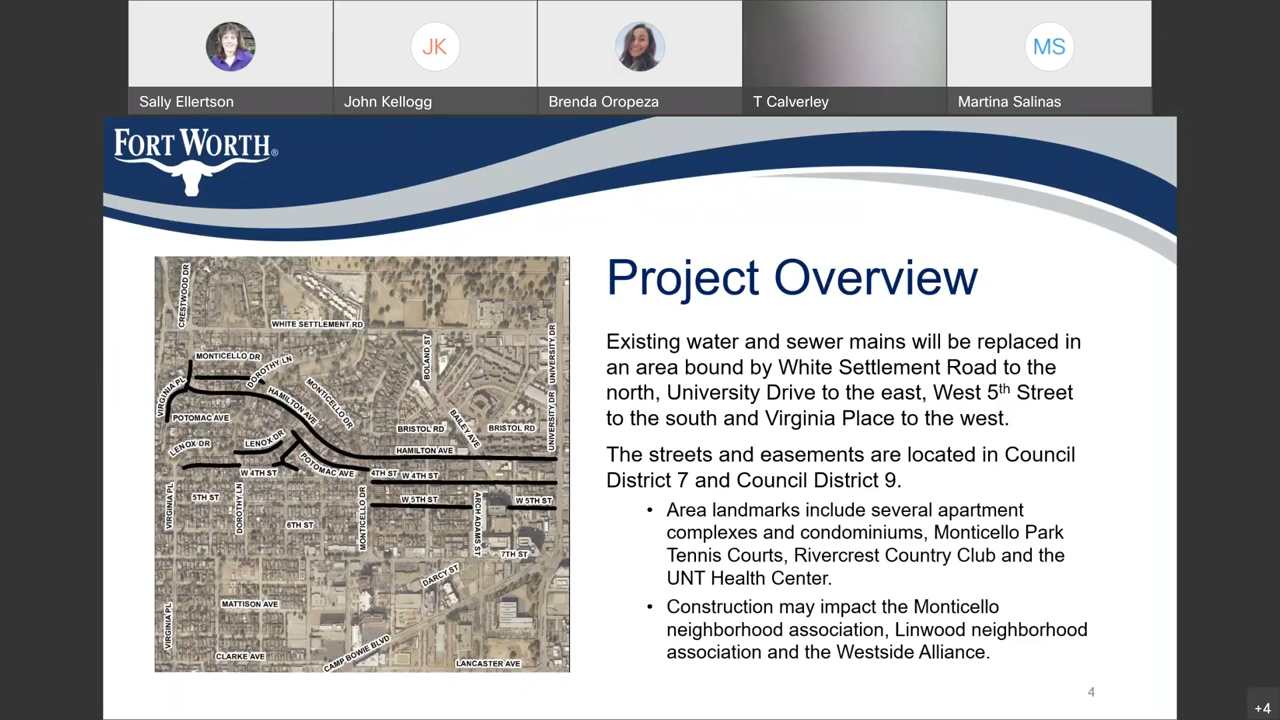 JK
MS
Sally Ellertson
John Kellogg
Brenda Oropeza
T Calverley
Martina Salinas
FORT WORTH®
Project Overview
Existing water and sewer mains will be replaced in
an area bound by White Settlement Road to the
north, University Drive to the east, West 5th Street
to the south and Virginia Place to the west.
The streets and easements are located in Council
District 7 and Council District 9.
• Area landmarks include several apartment
complexes and condominiums, Monticello Park
Tennis Courts, Rivercrest Country Club and the
UNT Health Center.
• Construction may impact the Monticello
neighborhood association, Linwood neighborhood
association and the Westside Alliance.
CRESTWOOD DR
WHITE SETTLEMENT RD
UNIVERSITY DR
BOLAND ST
MONTICELLO DR
DOROTHY LN
VIRGINIA PL
HAMILTON AVE
MONTICELLO DR
UNIVERSITY DR
POTOMAC AVE
BRISTOL RD
BAILEY AVE
BRISTOL RD
LENOX DR
LENOX DR
HAMILTON AVE
POTOMAC AVE
W 4TH ST
4TH ST
W 4TH ST
VIRGINIA PL
5TH ST
DOROTHY LN
MONTICELLO DR
W 5TH ST
ARCH ADAMS ST
W 5TH ST
6TH ST
7TH ST
DARCY ST
MATTISON AVE
VIRGINIA PL
CLARKE AVE
CAMP BOWIE BLVD
LANCASTER AVE
4
+4